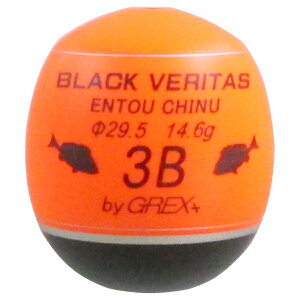 BLACK VERITAS
ENTOU CHINU
Φ29.5 14.6g
3B
by GREX+